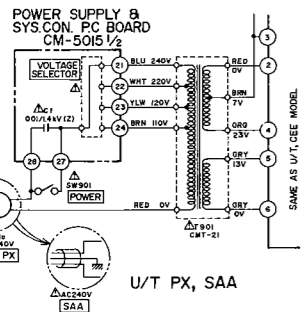 POWER SUPPLY &
SYS.CON. P.C BOARD
CM-5015 1/2
VOLTAGE
SELECTOR
C1
.001/1.4kV(Z)
21 BLU 240V
22 WHT 220V
23 YLW 120V
24 BRN 110V
28
27
SW901
POWER
RED 0V
RED
0V
BRN
7V
ORG
23V
GRY
13V
GRY
0V
3
2
4
5
6
T901
CMT-21
SAME AS U/T, CEE MODEL
40V
PX
AC240V
SAA
U/T PX, SAA